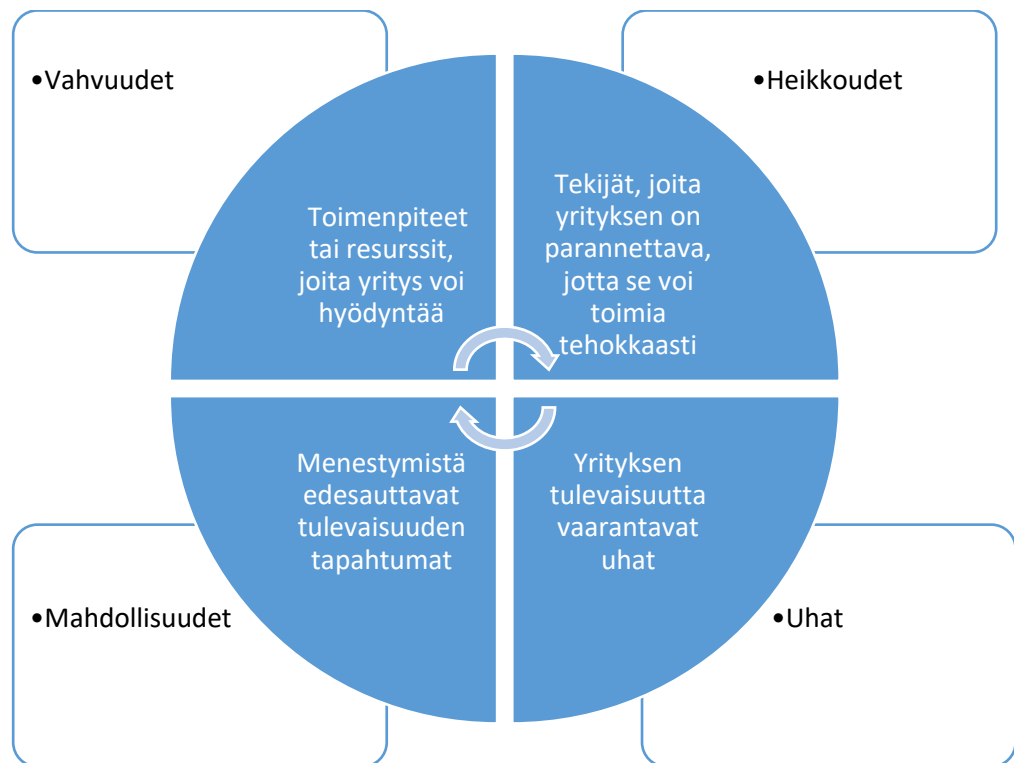 •Vahvuudet
•Heikkoudet
Toimenpiteet
tai resurssit,
joita yritys voi
hyödyntää
Tekijät, joita
yrityksen on
parannettava,
jotta se voi
toimia
tehokkaasti
Menestymistä
edesauttavat
tulevaisuuden
tapahtumat
Yrityksen
tulevaisuutta
vaarantavat
uhat
•Mahdollisuudet
•Uhat